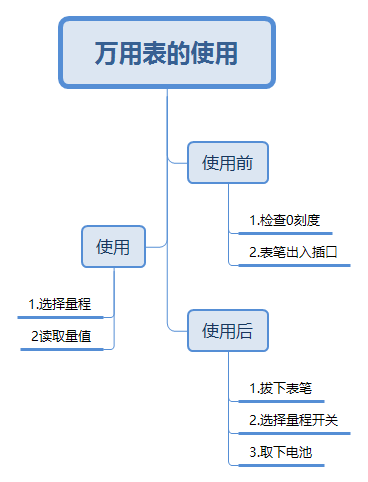 万用表的使用
使用前
1.检查0刻度
2.表笔出入插口
使用
1.选择量程
2读取量值
使用后
1.拔下表笔
2.选择量程开关
3.取下电池